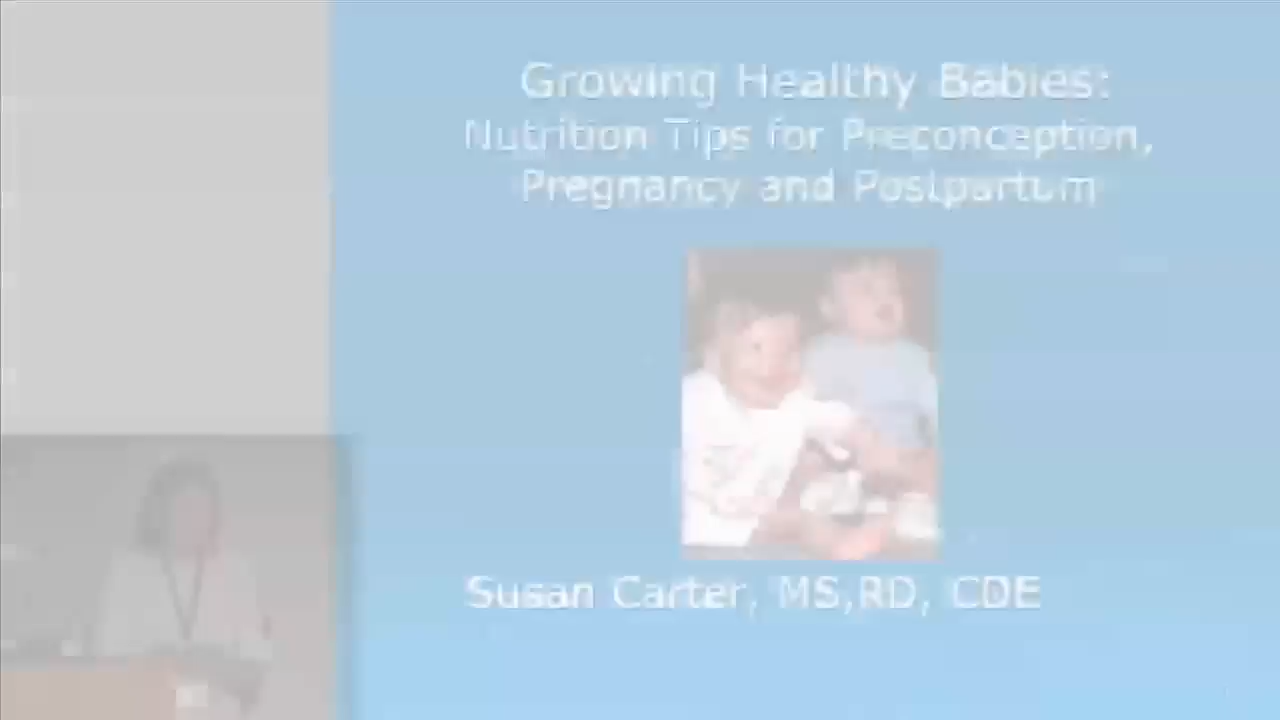 Growing Healthy Babies:
Nutrition Tips for Preconception,
Pregnancy and Postpartum
Susan Carter, MS,RD, CDE